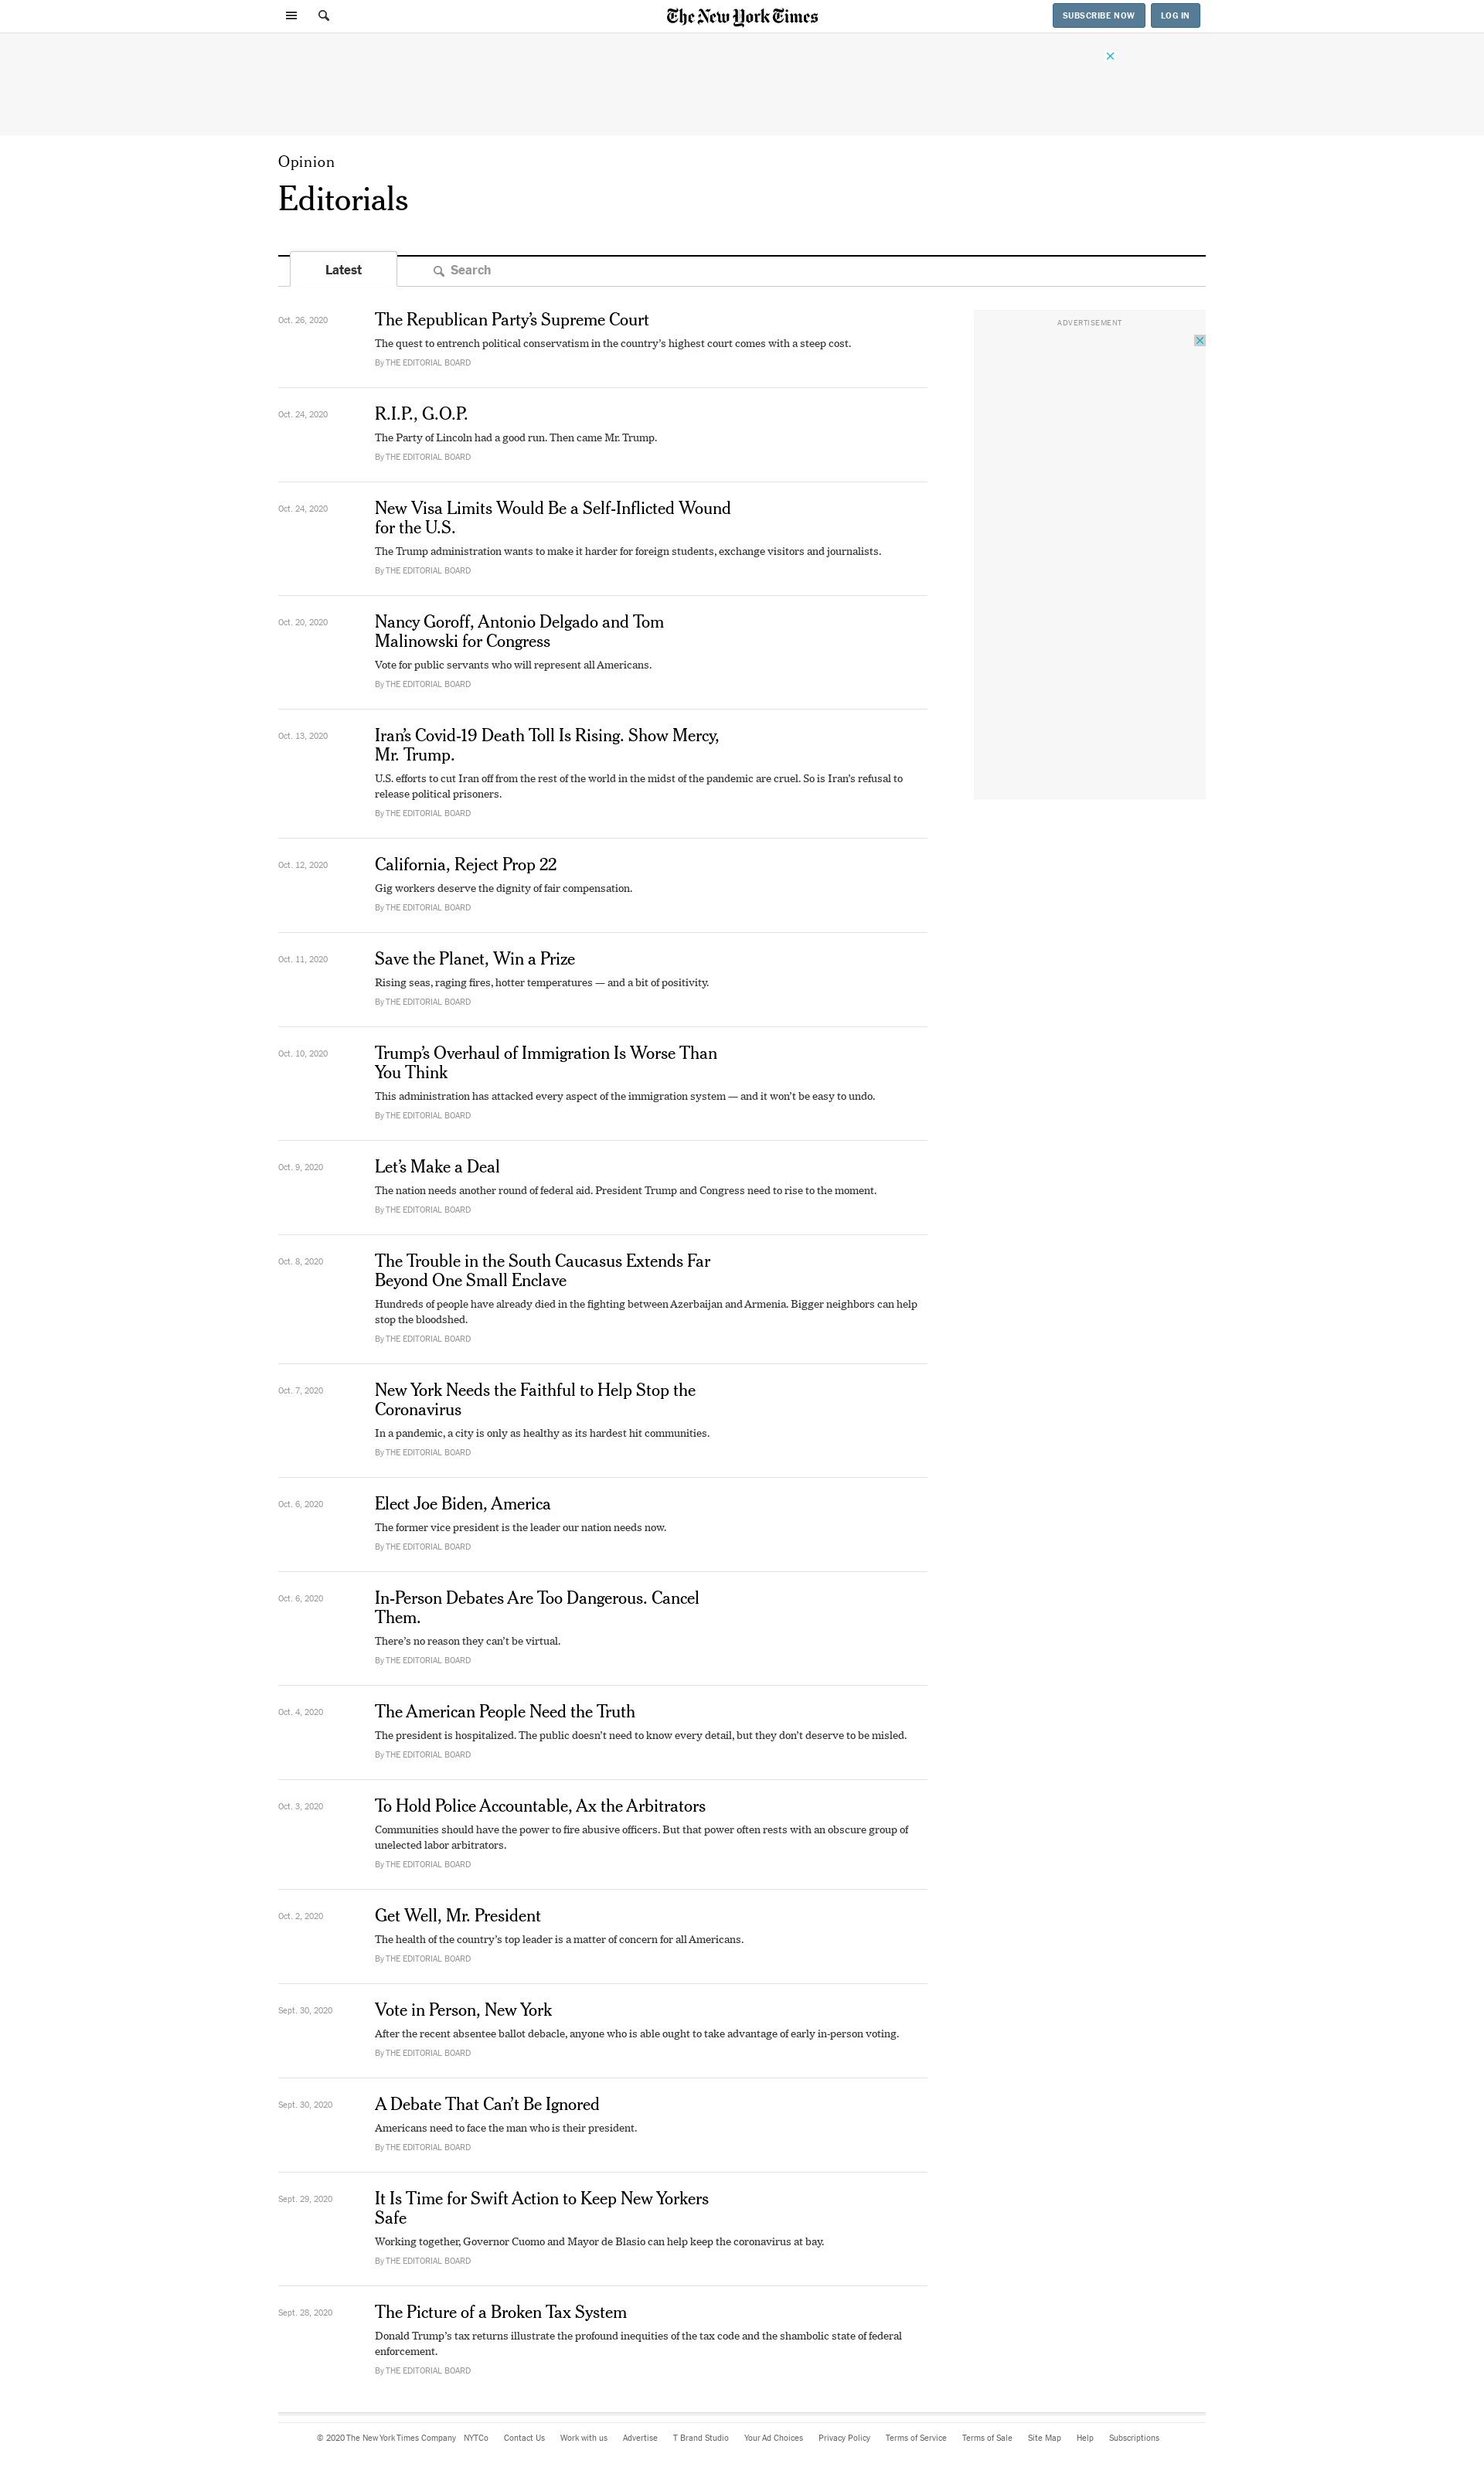 The New York Times
SUBSCRIBE NOW
LOG IN
Opinion
Editorials
Latest
Search
ADVERTISEMENT
Oct. 26, 2020
The Republican Party’s Supreme Court
The quest to entrench political conservatism in the country’s highest court comes with a steep cost.
By THE EDITORIAL BOARD
Oct. 24, 2020
R.I.P., G.O.P.
The Party of Lincoln had a good run. Then came Mr. Trump.
By THE EDITORIAL BOARD
Oct. 24, 2020
New Visa Limits Would Be a Self-Inflicted Wound
for the U.S.
The Trump administration wants to make it harder for foreign students, exchange visitors and journalists.
By THE EDITORIAL BOARD
Oct. 20, 2020
Nancy Goroff, Antonio Delgado and Tom
Malinowski for Congress
Vote for public servants who will represent all Americans.
By THE EDITORIAL BOARD
Oct. 13, 2020
Iran’s Covid-19 Death Toll Is Rising. Show Mercy,
Mr. Trump.
U.S. efforts to cut Iran off from the rest of the world in the midst of the pandemic are cruel. So is Iran’s refusal to
release political prisoners.
By THE EDITORIAL BOARD
Oct. 12, 2020
California, Reject Prop 22
Gig workers deserve the dignity of fair compensation.
By THE EDITORIAL BOARD
Oct. 11, 2020
Save the Planet, Win a Prize
Rising seas, raging fires, hotter temperatures — and a bit of positivity.
By THE EDITORIAL BOARD
Oct. 10, 2020
Trump’s Overhaul of Immigration Is Worse Than
You Think
This administration has attacked every aspect of the immigration system — and it won’t be easy to undo.
By THE EDITORIAL BOARD
Oct. 9, 2020
Let’s Make a Deal
The nation needs another round of federal aid. President Trump and Congress need to rise to the moment.
By THE EDITORIAL BOARD
Oct. 8, 2020
The Trouble in the South Caucasus Extends Far
Beyond One Small Enclave
Hundreds of people have already died in the fighting between Azerbaijan and Armenia. Bigger neighbors can help
stop the bloodshed.
By THE EDITORIAL BOARD
Oct. 7, 2020
New York Needs the Faithful to Help Stop the
Coronavirus
In a pandemic, a city is only as healthy as its hardest hit communities.
By THE EDITORIAL BOARD
Oct. 6, 2020
Elect Joe Biden, America
The former vice president is the leader our nation needs now.
By THE EDITORIAL BOARD
Oct. 6, 2020
In-Person Debates Are Too Dangerous. Cancel
Them.
There’s no reason they can’t be virtual.
By THE EDITORIAL BOARD
Oct. 4, 2020
The American People Need the Truth
The president is hospitalized. The public doesn’t need to know every detail, but they don’t deserve to be misled.
By THE EDITORIAL BOARD
Oct. 3, 2020
To Hold Police Accountable, Ax the Arbitrators
Communities should have the power to fire abusive officers. But that power often rests with an obscure group of
unelected labor arbitrators.
By THE EDITORIAL BOARD
Oct. 2, 2020
Get Well, Mr. President
The health of the country’s top leader is a matter of concern for all Americans.
By THE EDITORIAL BOARD
Sept. 30, 2020
Vote in Person, New York
After the recent absentee ballot debacle, anyone who is able ought to take advantage of early in-person voting.
By THE EDITORIAL BOARD
Sept. 30, 2020
A Debate That Can’t Be Ignored
Americans need to face the man who is their president.
By THE EDITORIAL BOARD
Sept. 29, 2020
It Is Time for Swift Action to Keep New Yorkers
Safe
Working together, Governor Cuomo and Mayor de Blasio can help keep the coronavirus at bay.
By THE EDITORIAL BOARD
Sept. 28, 2020
The Picture of a Broken Tax System
Donald Trump’s tax returns illustrate the profound inequities of the tax code and the shambolic state of federal
enforcement.
By THE EDITORIAL BOARD
© 2020 The New York Times Company NYTCo Contact Us Work with us Advertise T Brand Studio Your Ad Choices Privacy Policy Terms of Service Terms of Sale Site Map Help Subscriptions